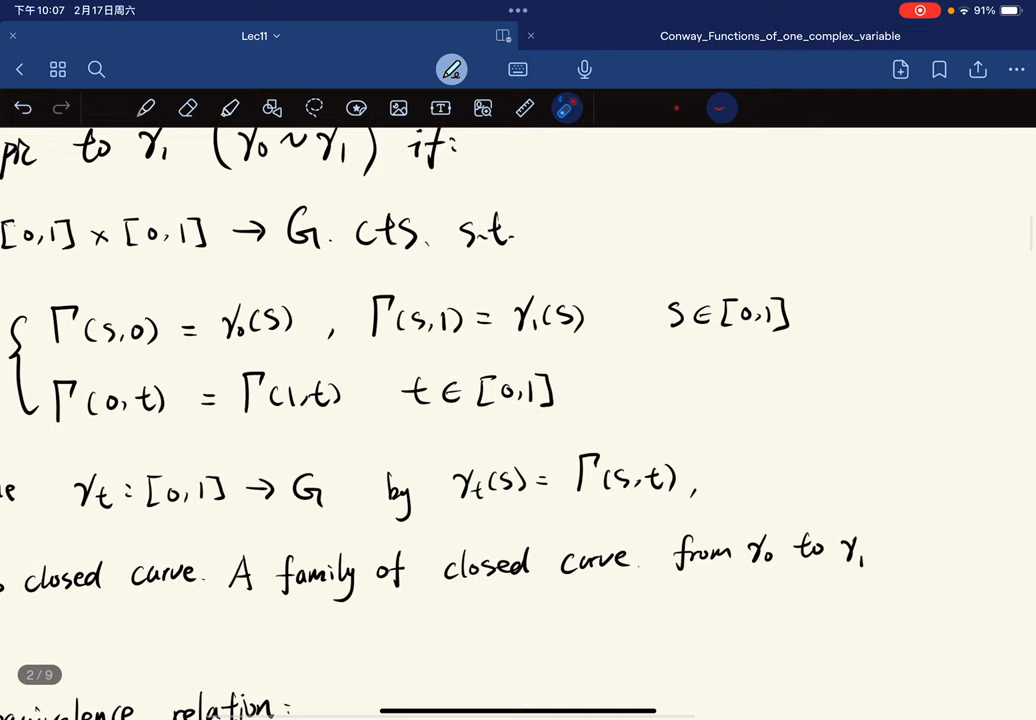 下午10:07 2月17日周六
91%
Lec11
Conway_Functions_of_one_complex_variable
to γ₁ (γ₀ ~ γ₁) if:
[0,1] × [0,1] → G. cts. s.t.
{ Γ(s,0) = γ₀(s) , Γ(s,1) = γ₁(s) s ∈ [0,1]
Γ(0,t) = Γ(1,t) t ∈ [0,1]
γt : [0,1] → G by γt(s) = Γ(s,t),
closed curve. A family of closed curve. from γ₀ to γ₁
2 / 9
equivalence relation: